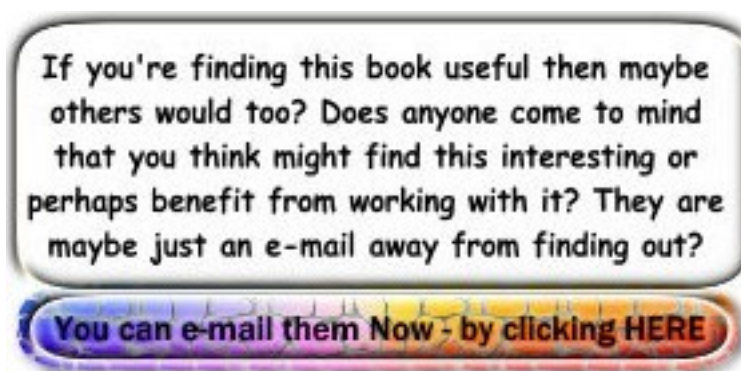 If you're finding this book useful then maybe
others would too? Does anyone come to mind
that you think might find this interesting or
perhaps benefit from working with it? They are
maybe just an e-mail away from finding out?
You can e-mail them Now - by clicking HERE